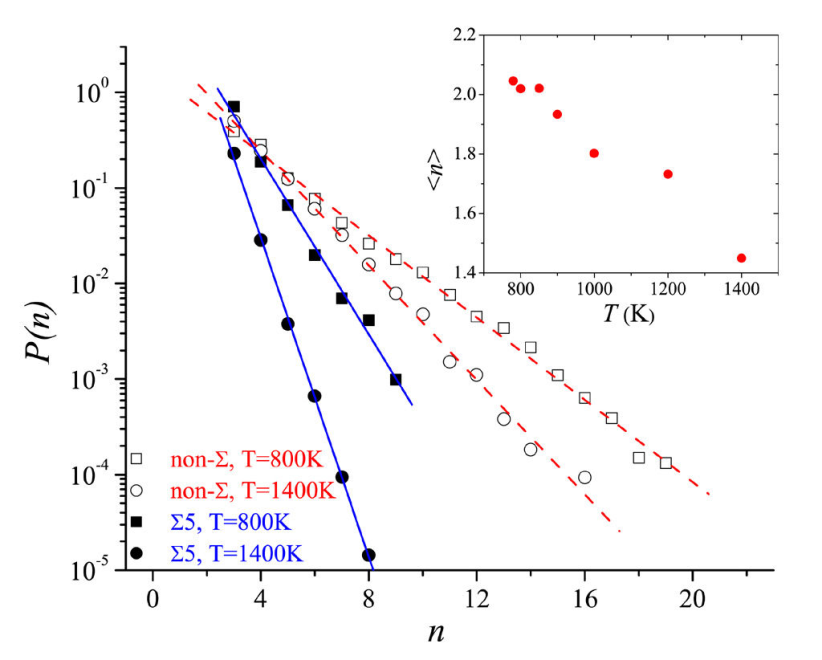 2.2
2.0
1.8
1.6
1.4
<n>
800
1000
1200
1400
T (K)
10^0
10^-1
10^-2
10^-3
10^-4
10^-5
P(n)
non-Σ, T=800K
non-Σ, T=1400K
Σ5, T=800K
Σ5, T=1400K
0
4
8
12
16
20
n